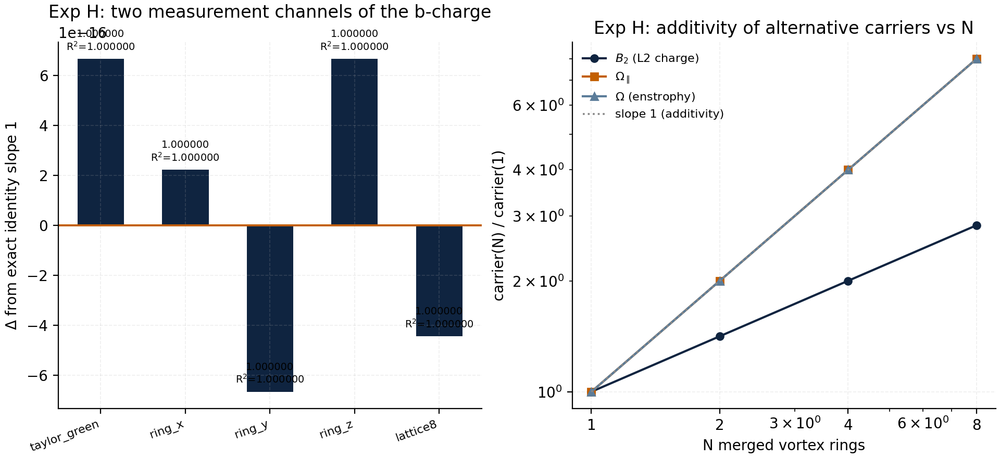 Exp H: two measurement channels of the b-charge
1e−16
1.000000
R²=1.000000
1.000000
R²=1.000000
1.000000
R²=1.000000
1.000000
R²=1.000000
1.000000
R²=1.000000
6
4
2
0
−2
−4
−6
Δ from exact identity slope 1
taylor_green
ring_x
ring_y
ring_z
lattice8
Exp H: additivity of alternative carriers vs N
B₂ (L2 charge)
Ω∥
Ω (enstrophy)
slope 1 (additivity)
6 × 10⁰
4 × 10⁰
3 × 10⁰
2 × 10⁰
10⁰
carrier(N) / carrier(1)
1
2
3 × 10⁰
4
6 × 10⁰
8
N merged vortex rings